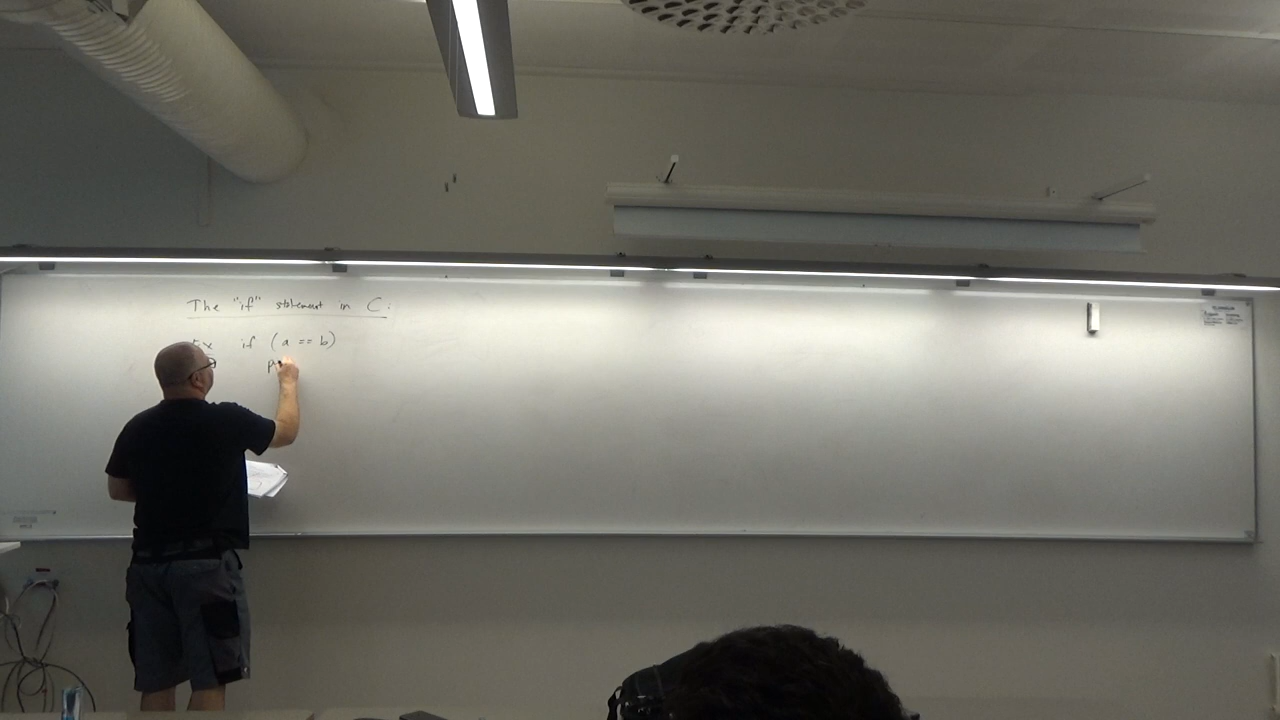 The "if" statement in C:
Ex if (a == b)